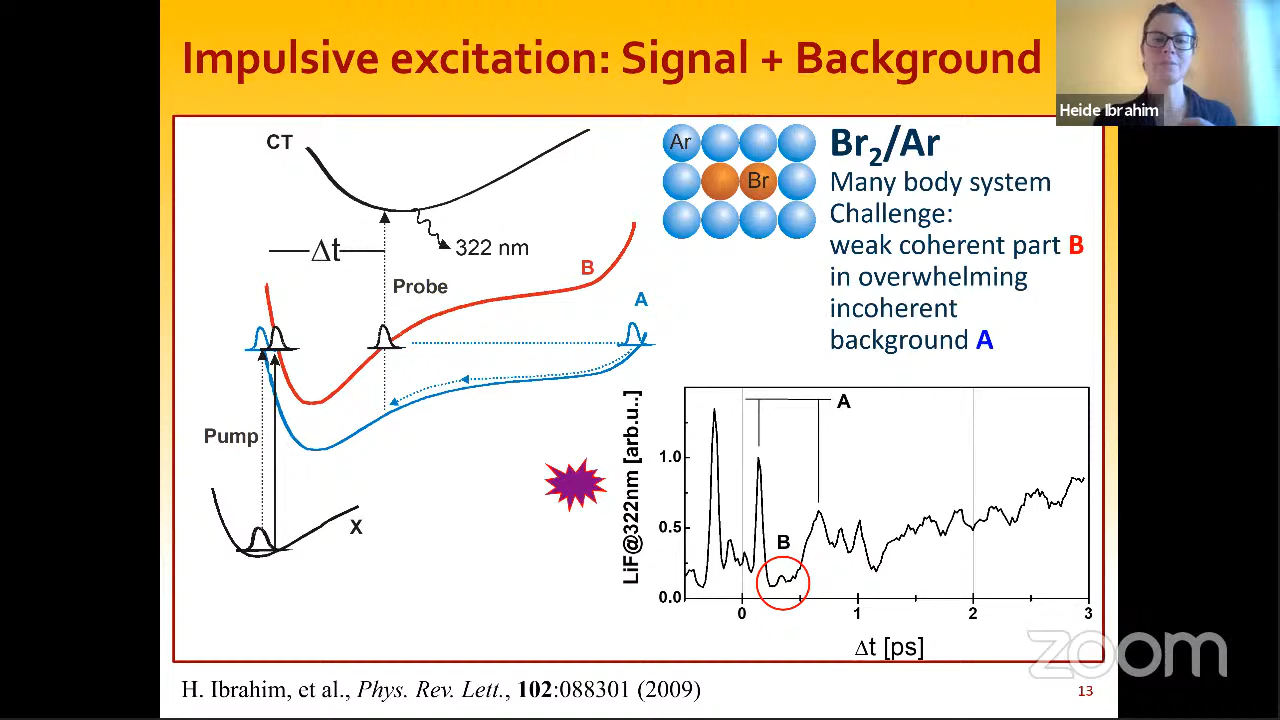 Impulsive excitation: Signal + Background
Heide Ibrahim
CT
Δt
322 nm
Probe
B
A
Pump
X
Ar
Br
Br2/Ar
Many body system
Challenge:
weak coherent part B
in overwhelming
incoherent
background A
A
B
LiF@322nm [arb.u..]
1.0
0.5
0.0
0 1 2 3
Δt [ps]
zoom
H. Ibrahim, et al., Phys. Rev. Lett., 102:088301 (2009)
13